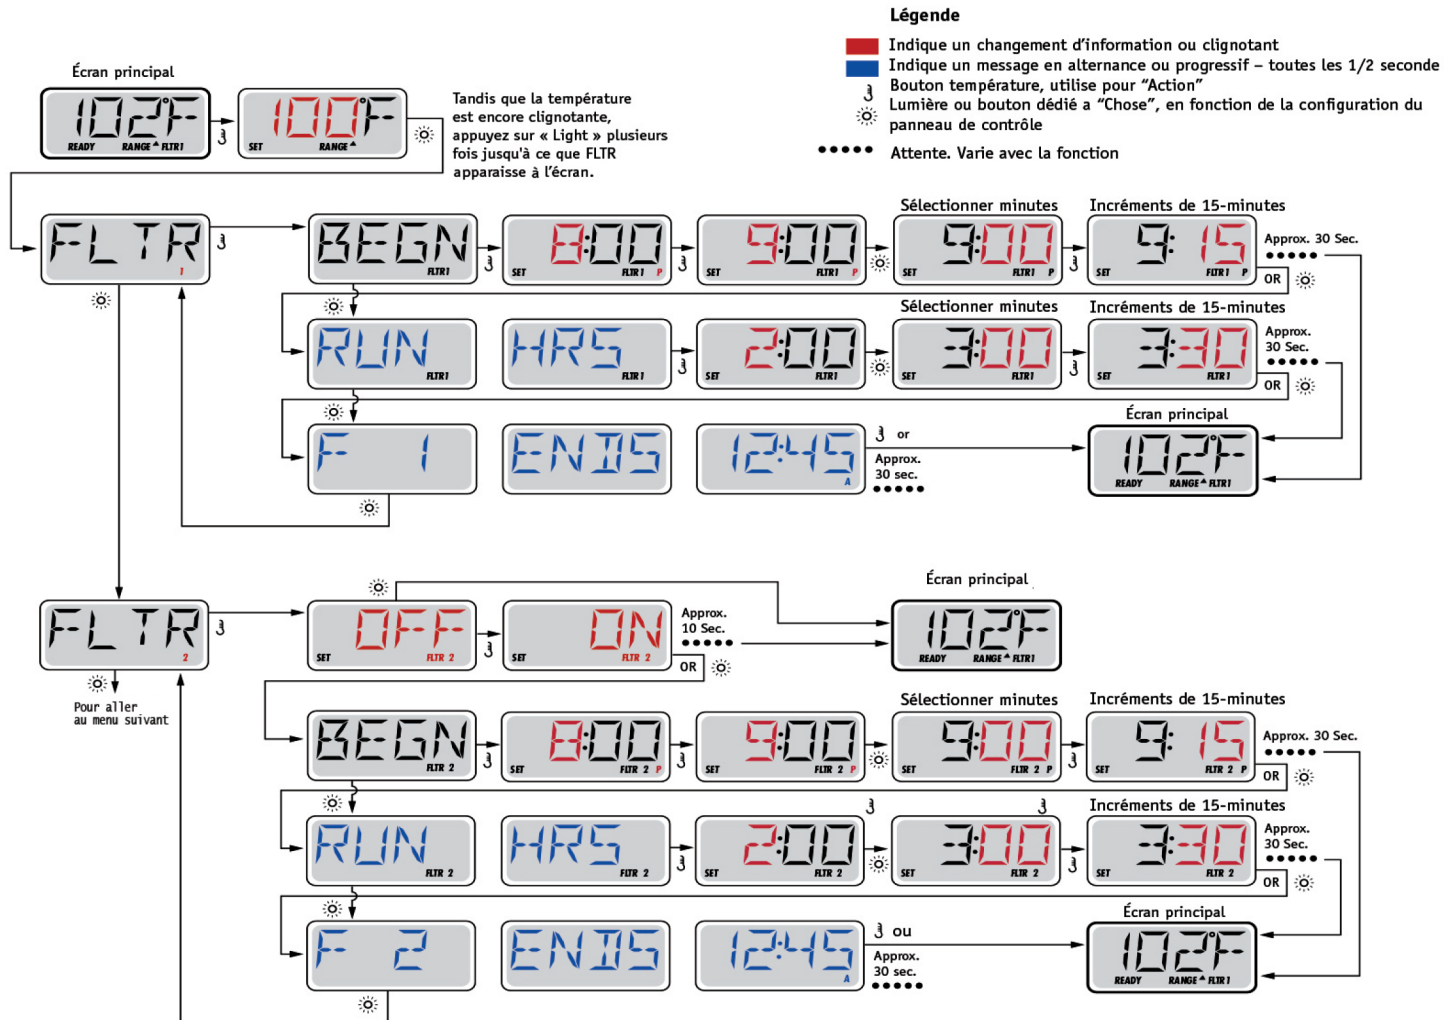 Légende
Indique un changement d'information ou clignotant
Indique un message en alternance ou progressif – toutes les 1/2 seconde
Bouton température, utilise pour “Action”
Lumière ou bouton dédié a “Chose”, en fonction de la configuration du
panneau de contrôle
Attente. Varie avec la fonction
Écran principal
102°F
READY RANGE FLTR1
100°F
SET RANGE
Tandis que la température
est encore clignotante,
appuyez sur « Light » plusieurs
fois jusqu'à ce que FLTR
apparaisse à l'écran.
Sélectionner minutes
Incréments de 15-minutes
FLTR
1
BEGN
FLTR1
8:00
SET FLTR1 P
9:00
SET FLTR1 P
9:00
SET FLTR1 P
9:15
SET FLTR1 P
Approx. 30 Sec.
OR
Sélectionner minutes
Incréments de 15-minutes
RUN
FLTR1
HRS
FLTR1
2:00
SET FLTR1
3:00
SET FLTR1
3:30
SET FLTR1
Approx.
30 Sec.
OR
F 1
ENDS
12:45
A
or
Approx.
30 sec.
Écran principal
102°F
READY RANGE FLTR1
FLTR
2
Pour aller
au menu suivant
OFF
SET FLTR 2
ON
SET FLTR 2
Approx.
10 Sec.
OR
Écran principal
102°F
READY RANGE FLTR1
Sélectionner minutes
Incréments de 15-minutes
BEGN
FLTR 2
8:00
SET FLTR 2 P
9:00
SET FLTR 2 P
9:00
SET FLTR 2 P
9:15
SET FLTR 2 P
Approx. 30 Sec.
OR
Incréments de 15-minutes
RUN
FLTR 2
HRS
FLTR 2
2:00
SET FLTR 2
3:00
SET FLTR 2
3:30
SET FLTR 2
Approx.
30 Sec.
OR
F 2
ENDS
12:45
A
ou
Approx.
30 sec.
Écran principal
102°F
READY RANGE FLTR1